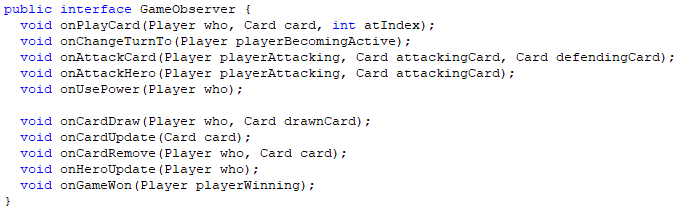 public interface GameObserver {
  void onPlayCard(Player who, Card card, int atIndex);
  void onChangeTurnTo(Player playerBecomingActive);
  void onAttackCard(Player playerAttacking, Card attackingCard, Card defendingCard);
  void onAttackHero(Player playerAttacking, Card attackingCard);
  void onUsePower(Player who);

  void onCardDraw(Player who, Card drawnCard);
  void onCardUpdate(Card card);
  void onCardRemove(Player who, Card card);
  void onHeroUpdate(Player who);
  void onGameWon(Player playerWinning);
}